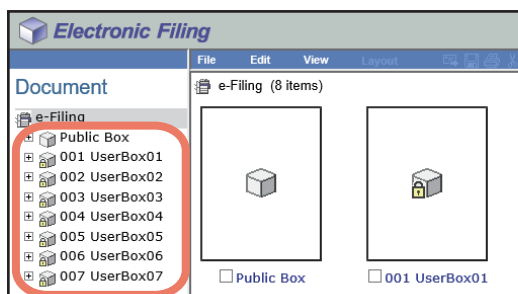 Electronic Filing
File Edit View Layout
Document
e-Filing (8 items)
e-Filing
Public Box
001 UserBox01
002 UserBox02
003 UserBox03
004 UserBox04
005 UserBox05
006 UserBox06
007 UserBox07
Public Box
001 UserBox01